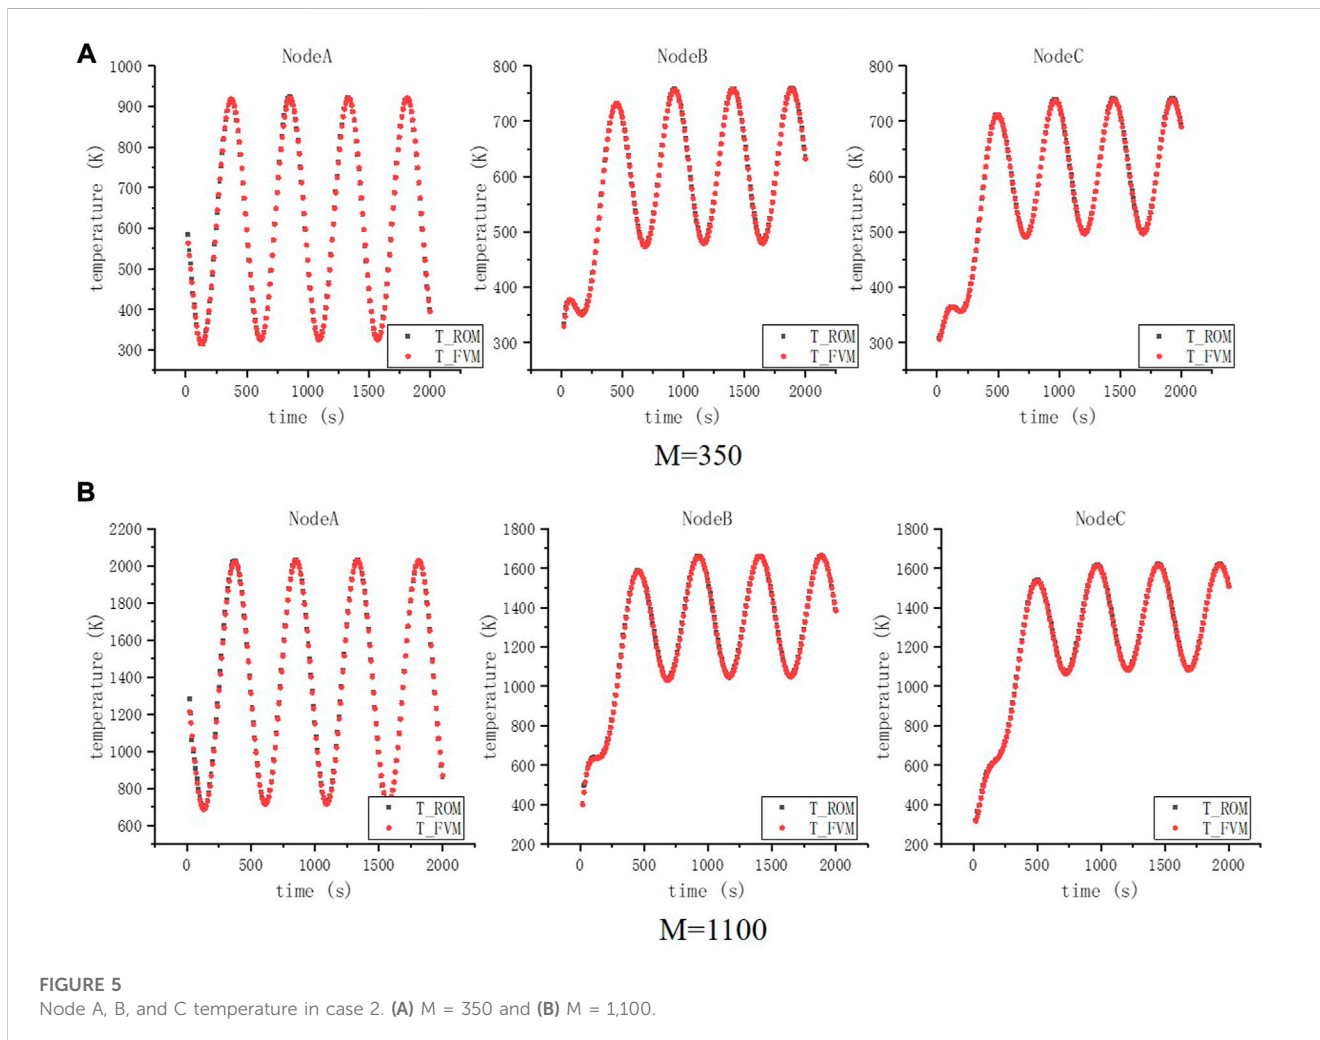 A
NodeA
1000
900
800
700
600
500
400
300
temperature (K)
0 500 1000 1500 2000
time (s)
T_ROM
T_FVM
NodeB
800
700
600
500
400
300
temperature (K)
0 500 1000 1500 2000
time (s)
T_ROM
T_FVM
NodeC
800
700
600
500
400
300
temperature (K)
0 500 1000 1500 2000
time (s)
T_ROM
T_FVM
M=350
B
NodeA
2200
2000
1800
1600
1400
1200
1000
800
600
temperature (K)
0 500 1000 1500 2000
time (s)
T_ROM
T_FVM
NodeB
1800
1600
1400
1200
1000
800
600
400
200
temperature (K)
0 500 1000 1500 2000
time (s)
T_ROM
T_FVM
NodeC
1800
1600
1400
1200
1000
800
600
400
200
temperature (K)
0 500 1000 1500 2000
time (s)
T_ROM
T_FVM
M=1100
FIGURE 5
Node A, B, and C temperature in case 2. (A) M = 350 and (B) M = 1,100.